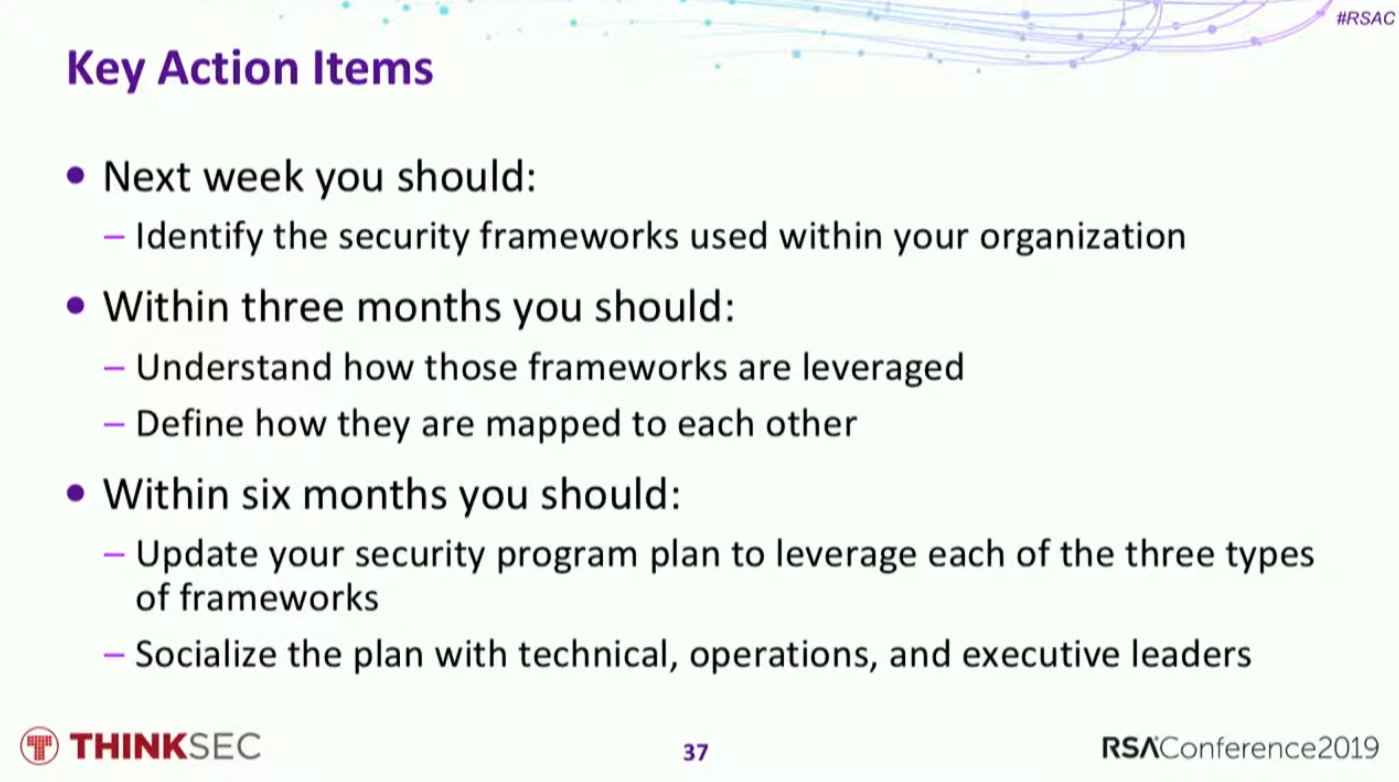 #RSAC
Key Action Items
• Next week you should:
– Identify the security frameworks used within your organization
• Within three months you should:
– Understand how those frameworks are leveraged
– Define how they are mapped to each other
• Within six months you should:
– Update your security program plan to leverage each of the three types
of frameworks
– Socialize the plan with technical, operations, and executive leaders
THINKSEC
37
RSAConference2019